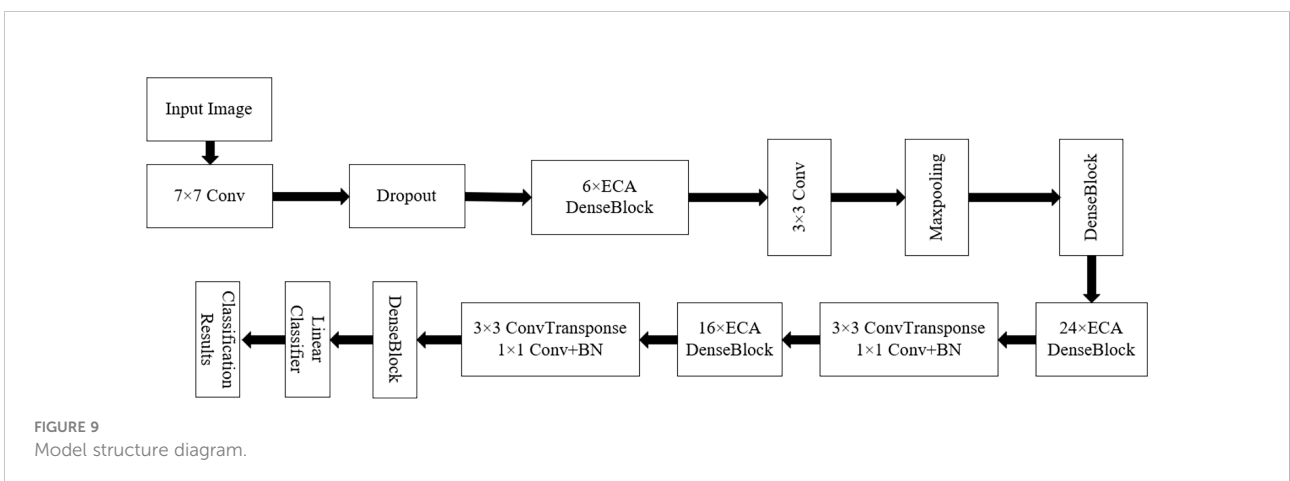 Input Image
7×7 Conv
Dropout
6×ECA
DenseBlock
3×3 Conv
Maxpooling
DenseBlock
24×ECA
DenseBlock
3×3 ConvTransponse
1×1 Conv+BN
16×ECA
DenseBlock
3×3 ConvTransponse
1×1 Conv+BN
DenseBlock
Linear
Classifier
Classification
Results
FIGURE 9
Model structure diagram.